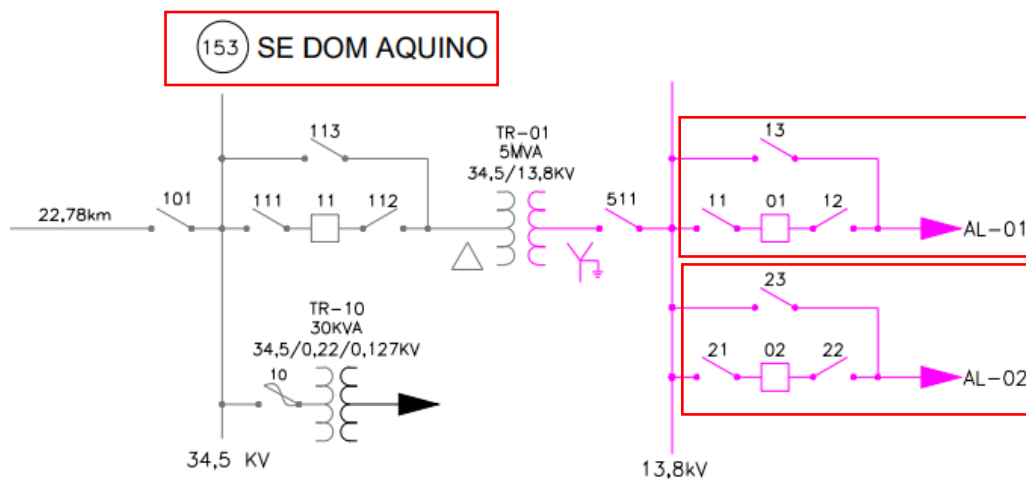 153 SE DOM AQUINO
113
TR-01
5MVA
34,5/13,8KV
13
22,78km
101
111
11
112
511
11
01
12
AL-01
TR-10
30KVA
34,5/0,22/0,127KV
10
23
21
02
22
AL-02
34,5 KV
13,8kV